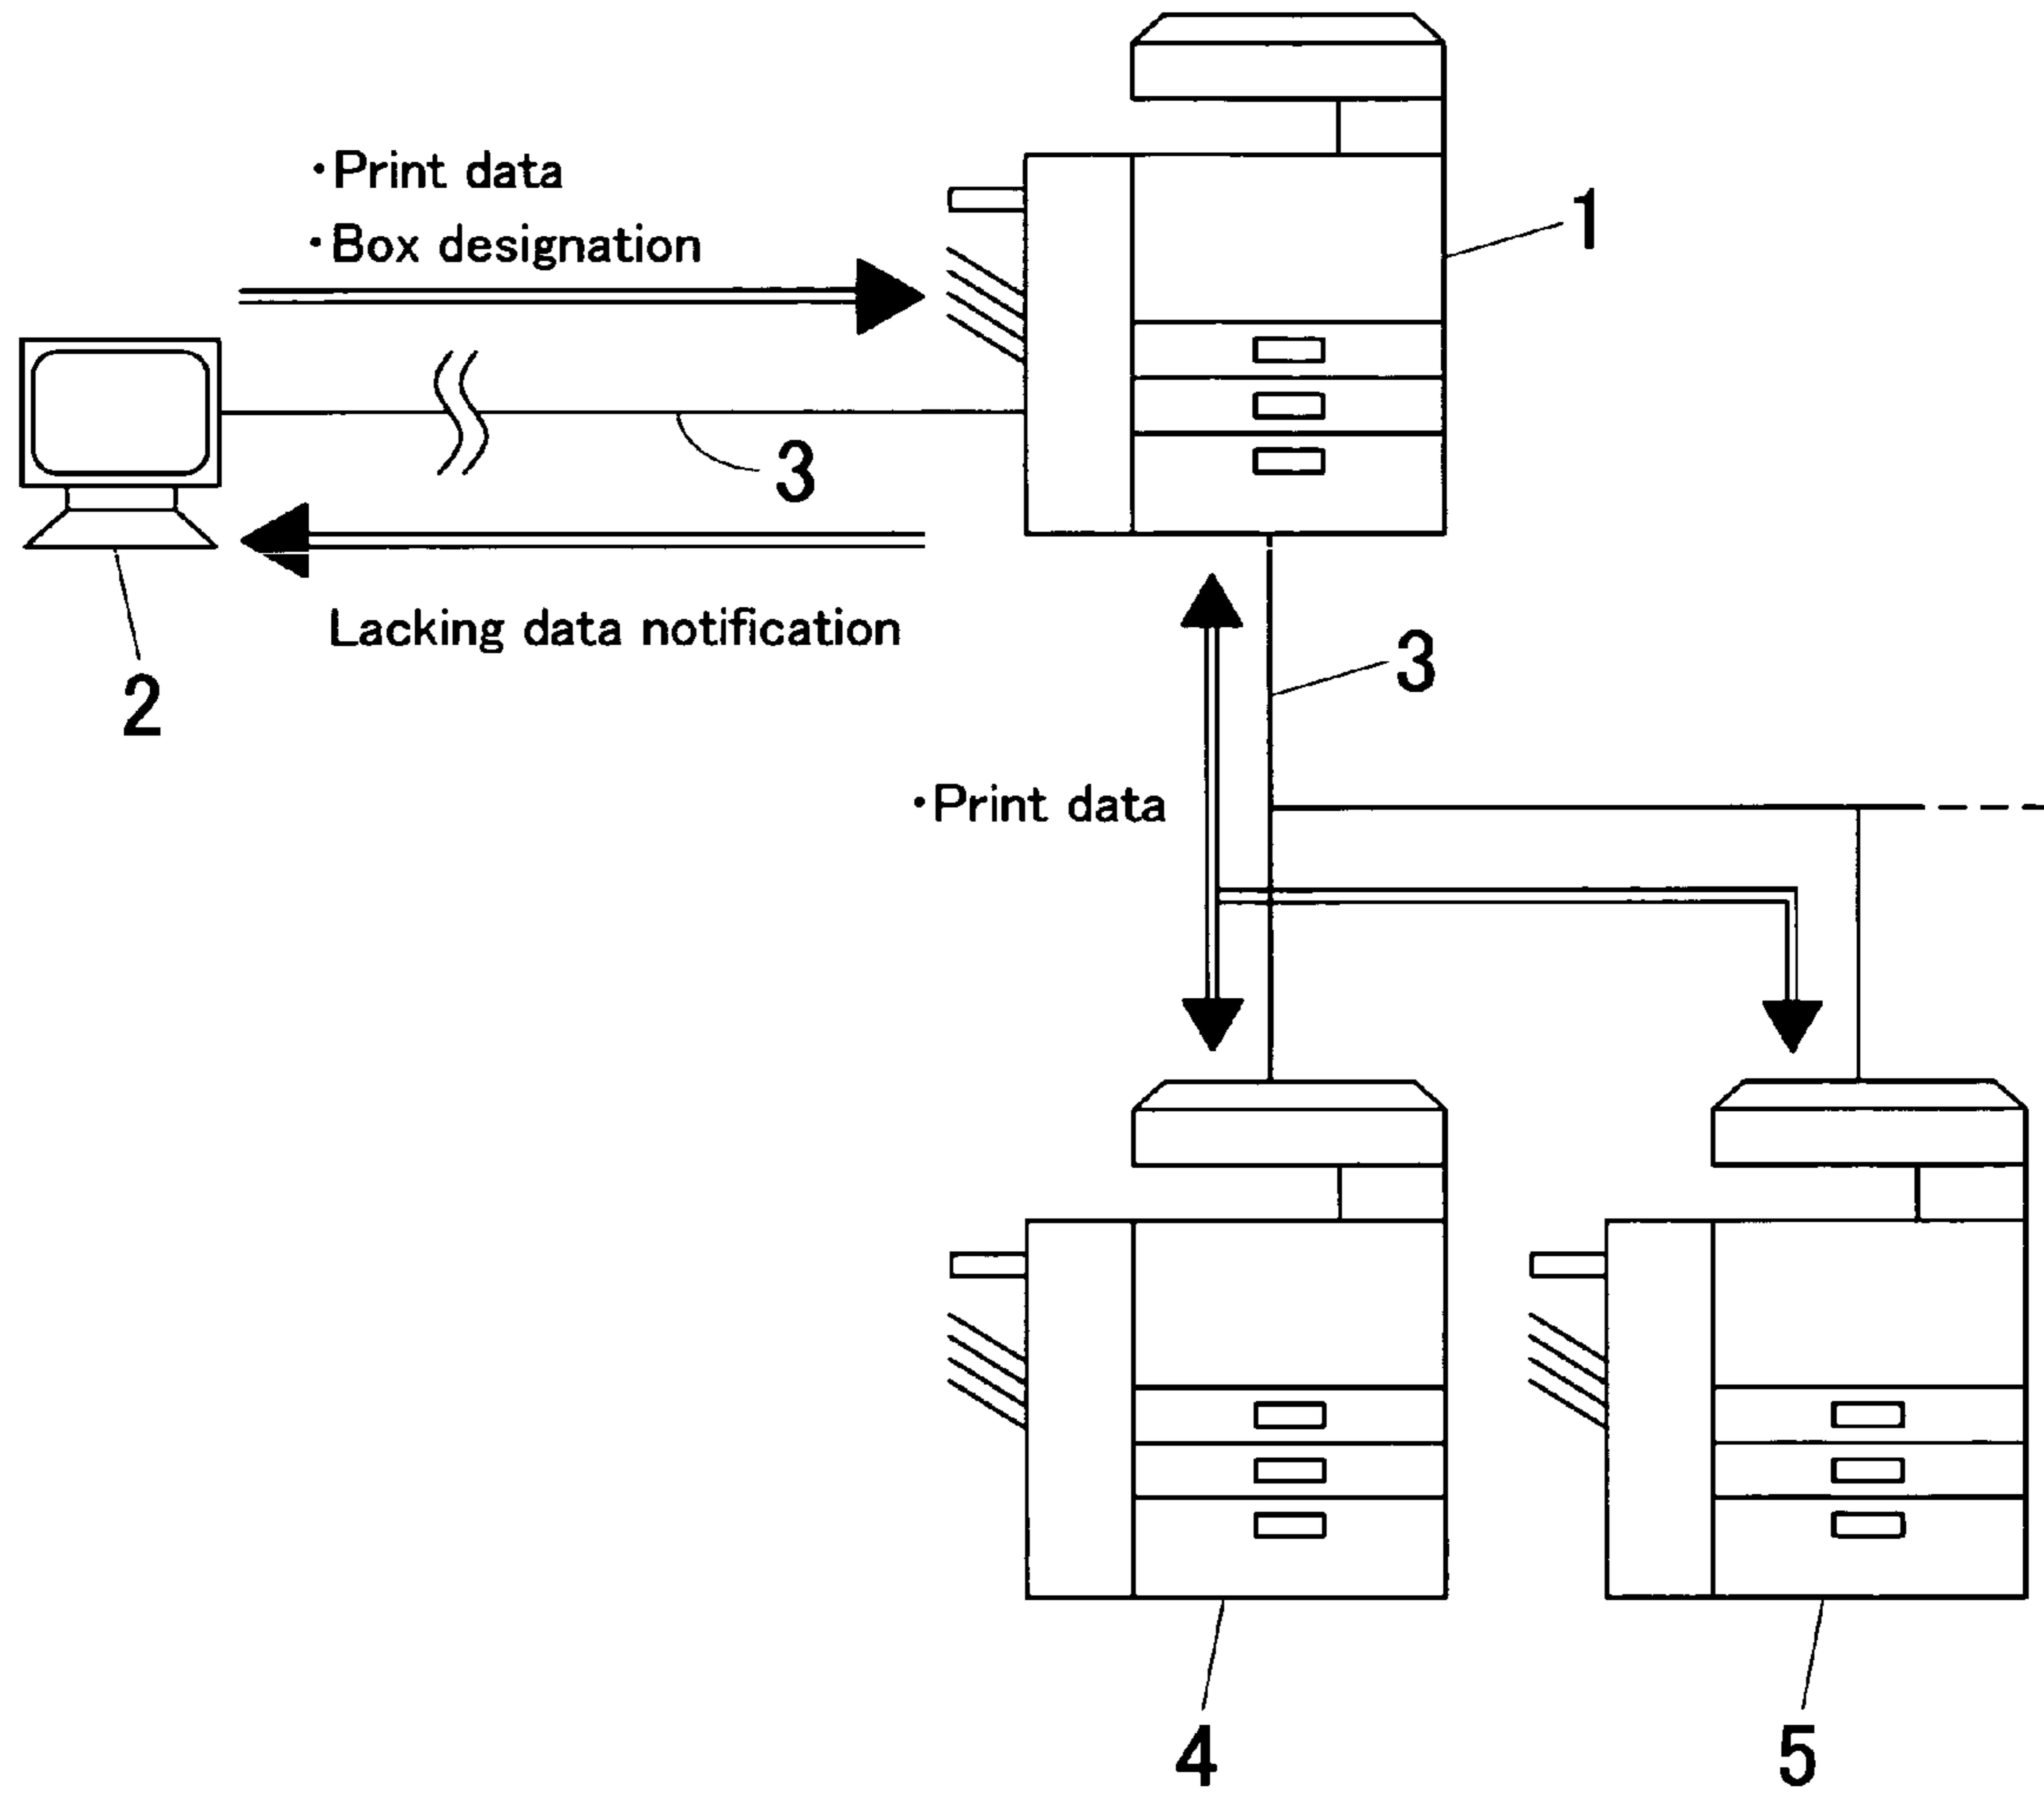 ·Print data
·Box designation
1
3
Lacking data notification
2
3
·Print data
4
5